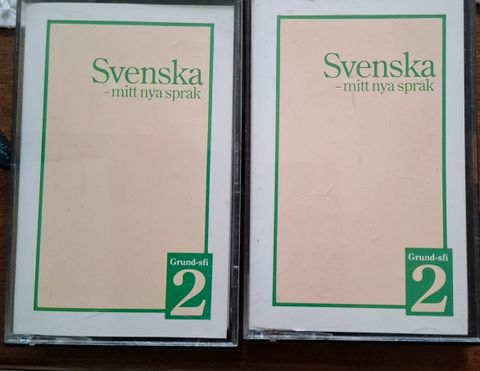 Svenska
– mitt nya språk
Grund-sfi
2
Svenska
– mitt nya språk
Grund-sfi
2